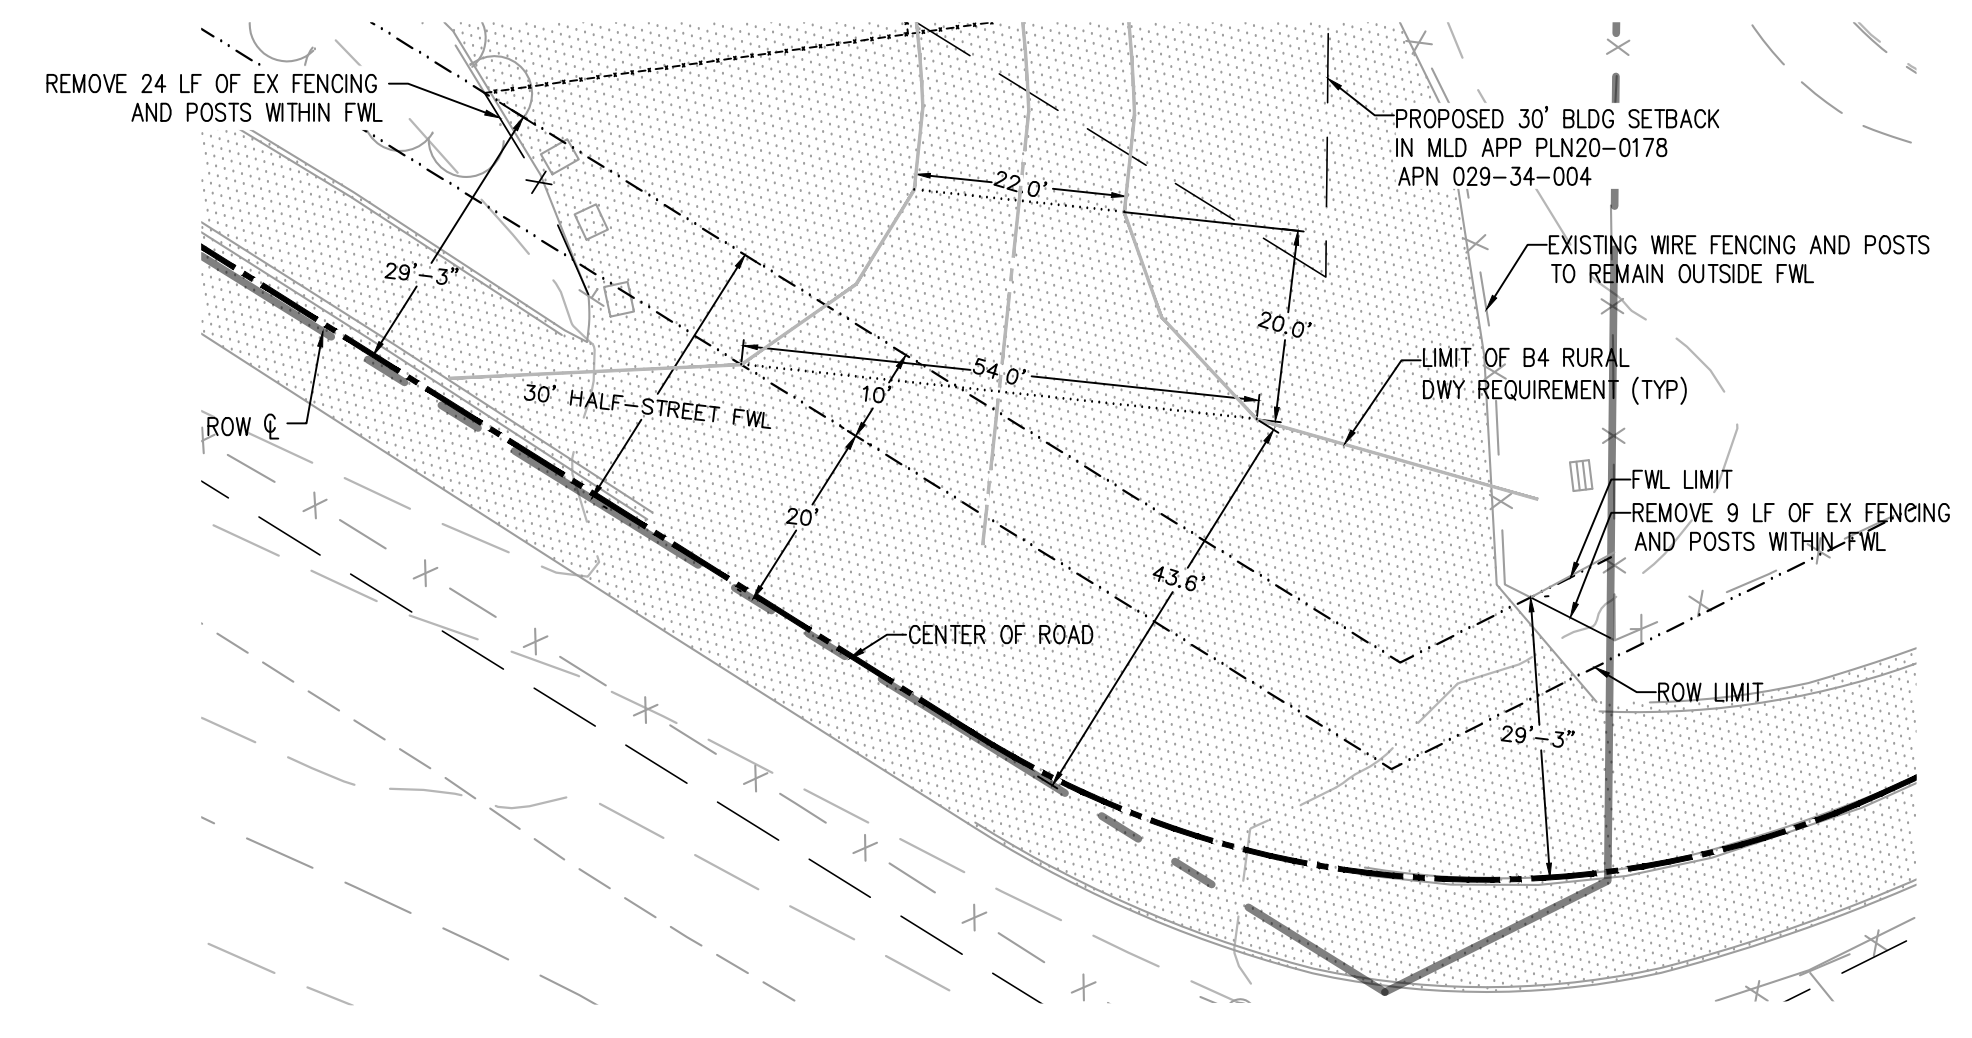 REMOVE 24 LF OF EX FENCING
AND POSTS WITHIN FWL
PROPOSED 30' BLDG SETBACK
IN MLD APP PLN20-0178
APN 029-34-004
22.0'
EXISTING WIRE FENCING AND POSTS
TO REMAIN OUTSIDE FWL
29'-3"
20.0'
LIMIT OF B4 RURAL
DWY REQUIREMENT (TYP)
54.0'
10'
30' HALF-STREET FWL
ROW ℄
FWL LIMIT
REMOVE 9 LF OF EX FENCING
AND POSTS WITHIN FWL
20'
43.6'
CENTER OF ROAD
ROW LIMIT
29'-3"